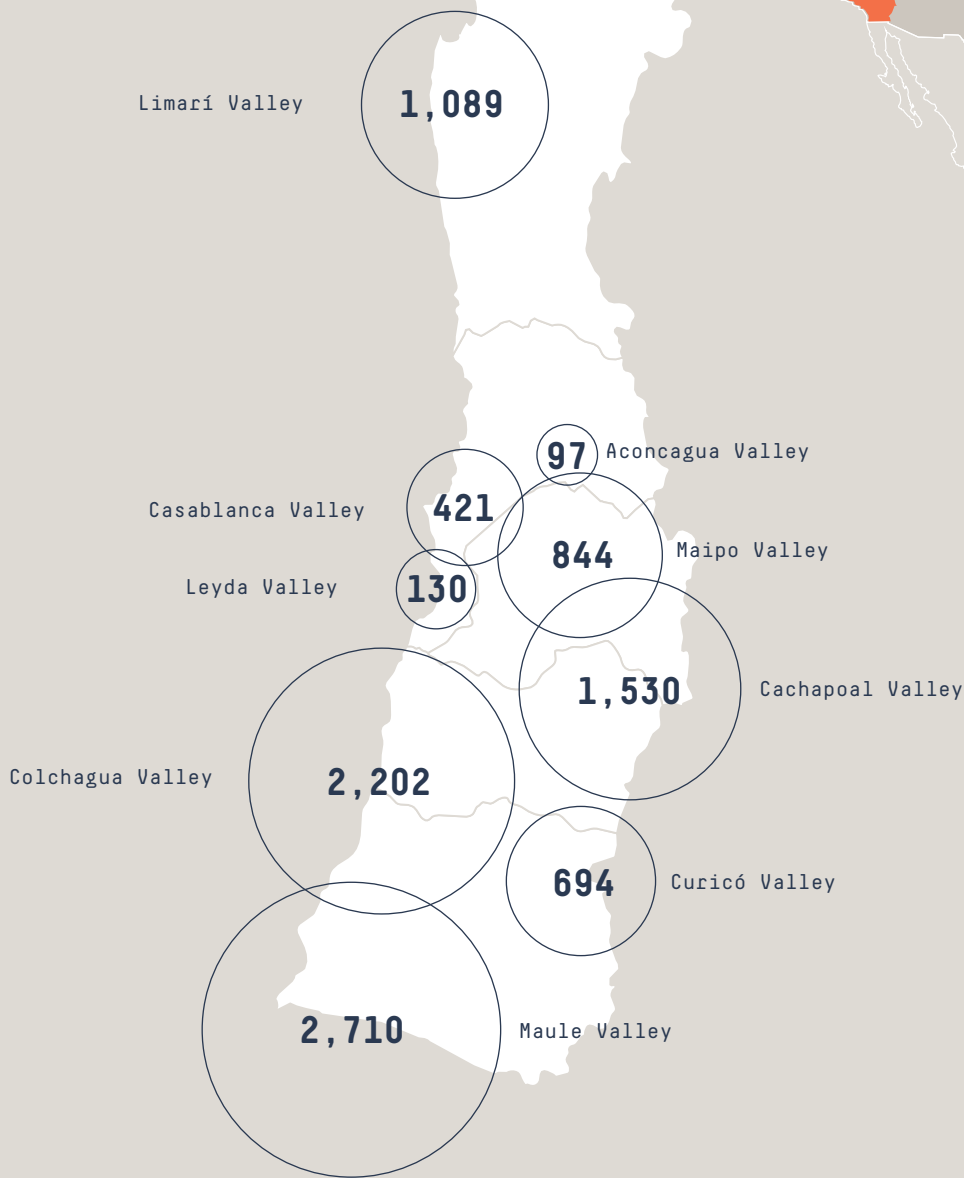 Limarí Valley
1,089
97
Aconcagua Valley
Casablanca Valley
421
844
Maipo Valley
Leyda Valley
130
1,530
Cachapoal Valley
Colchagua Valley
2,202
694
Curicó Valley
2,710
Maule Valley